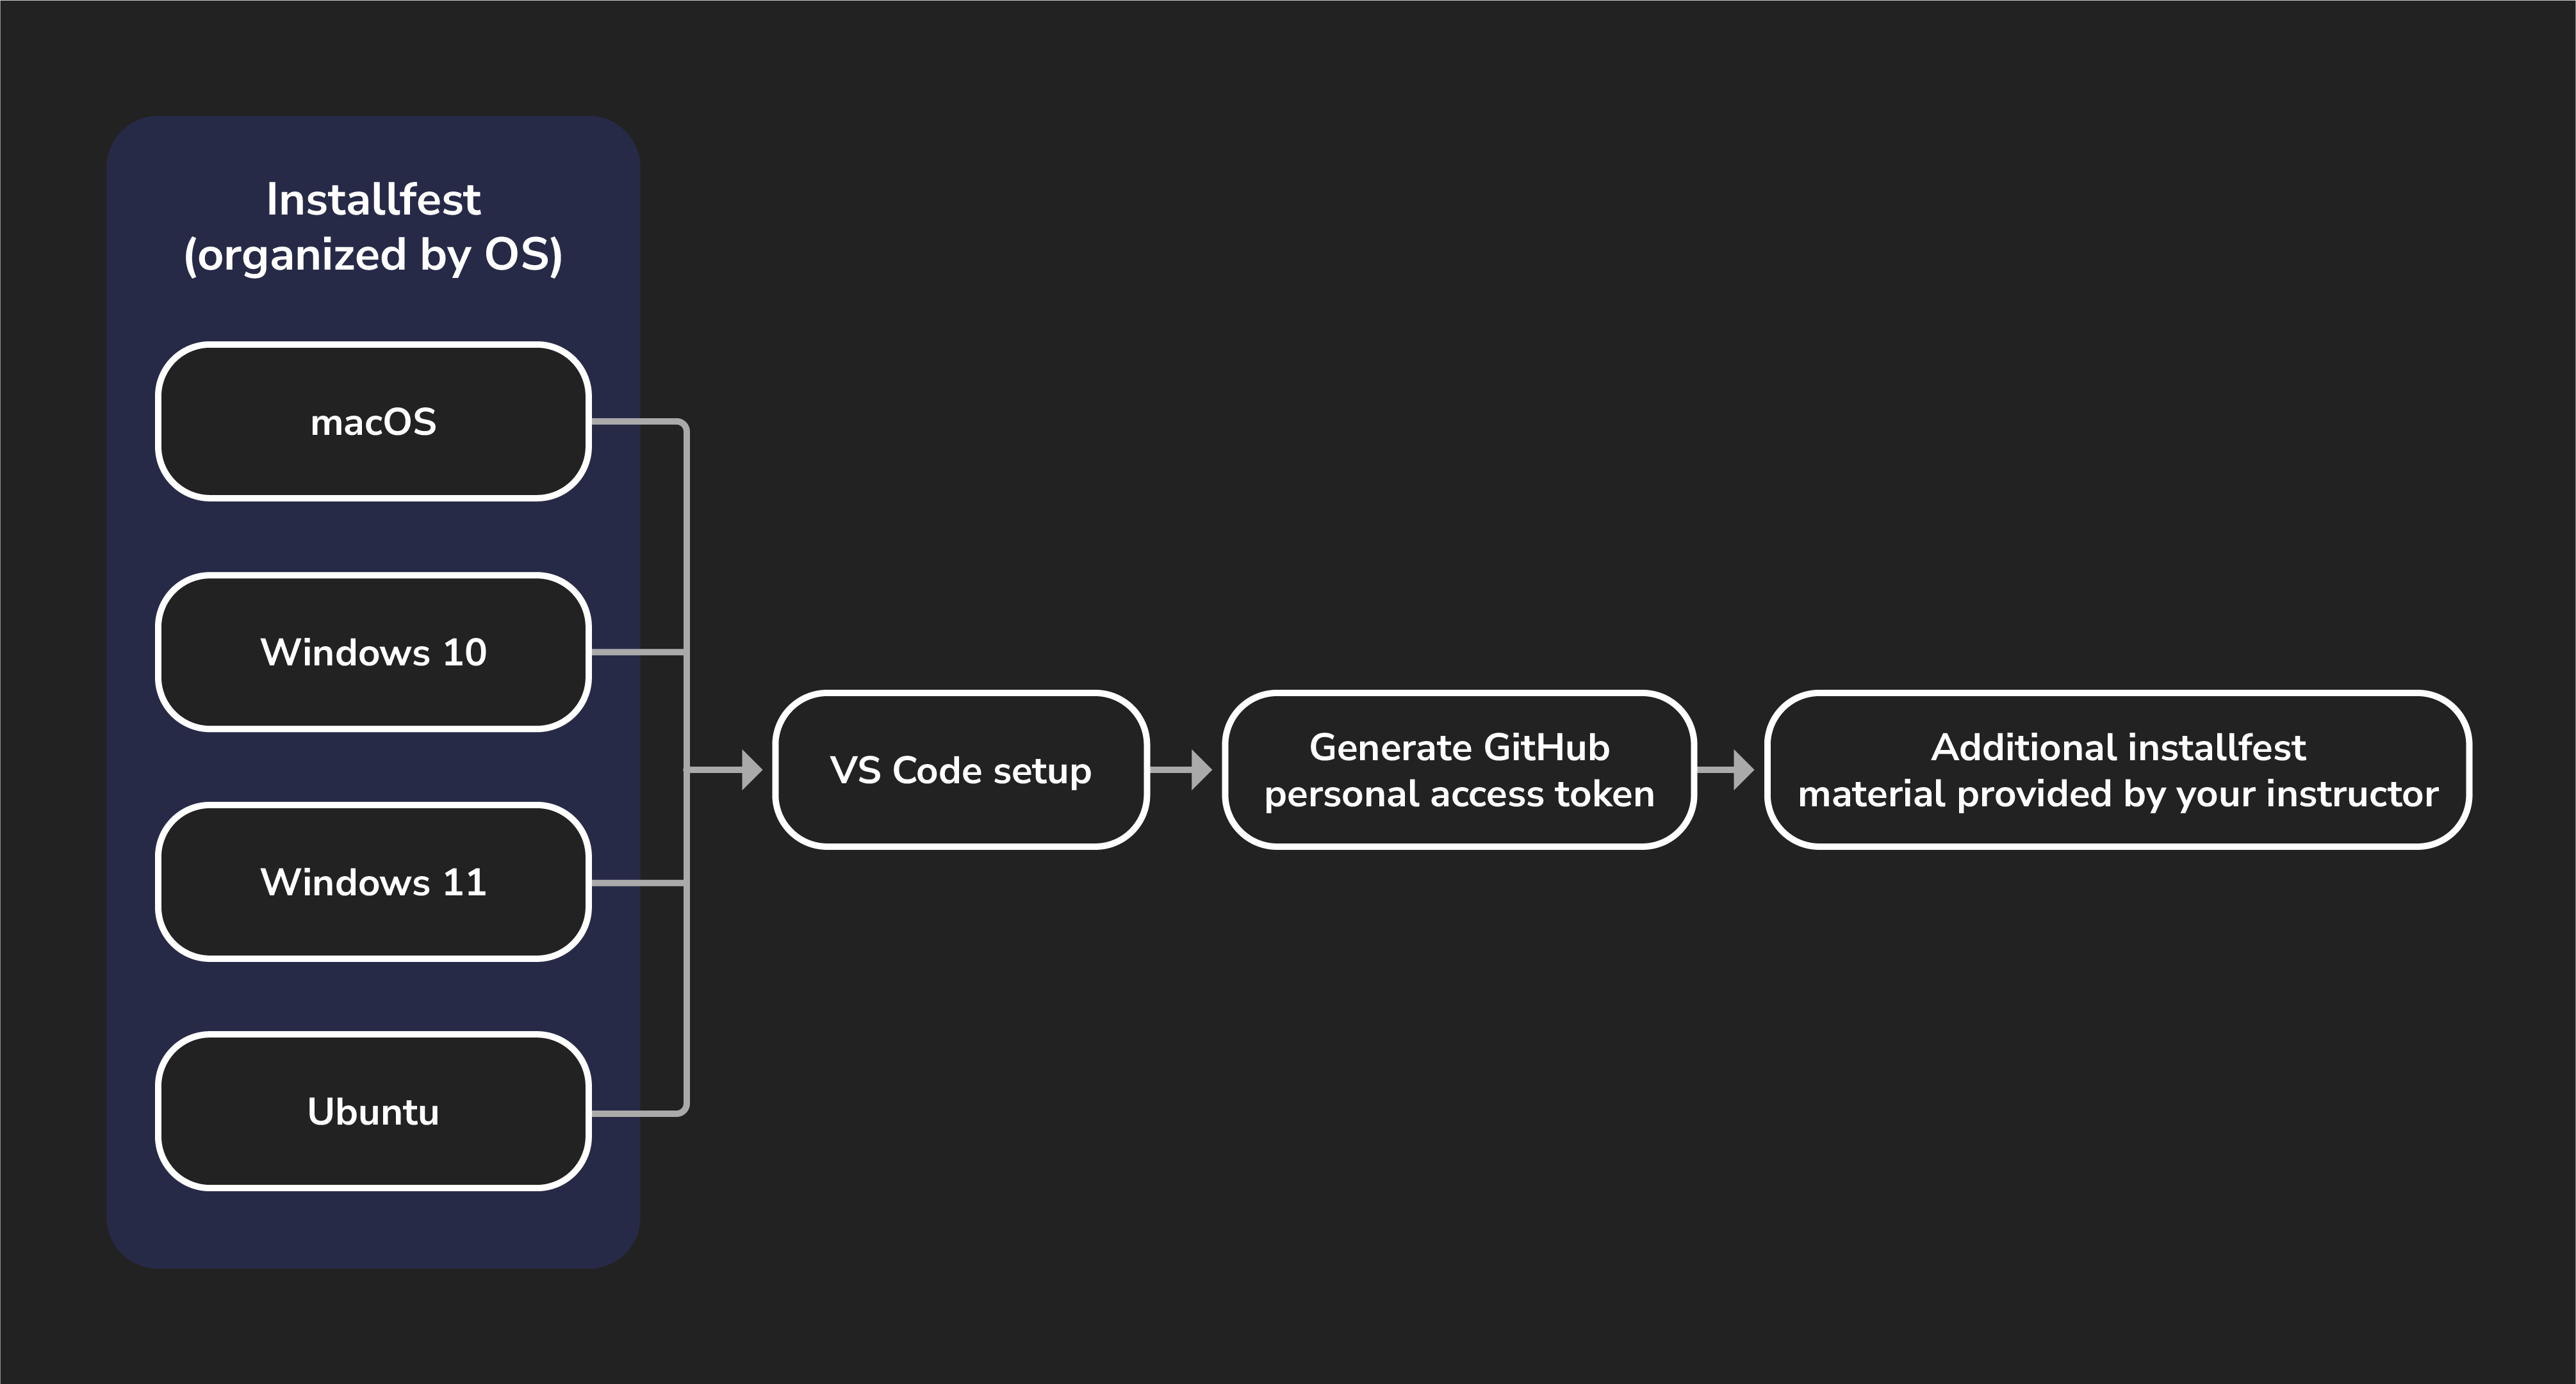 Installfest
(organized by OS)
macOS
Windows 10
Windows 11
Ubuntu
VS Code setup
Generate GitHub
personal access token
Additional installfest
material provided by your instructor